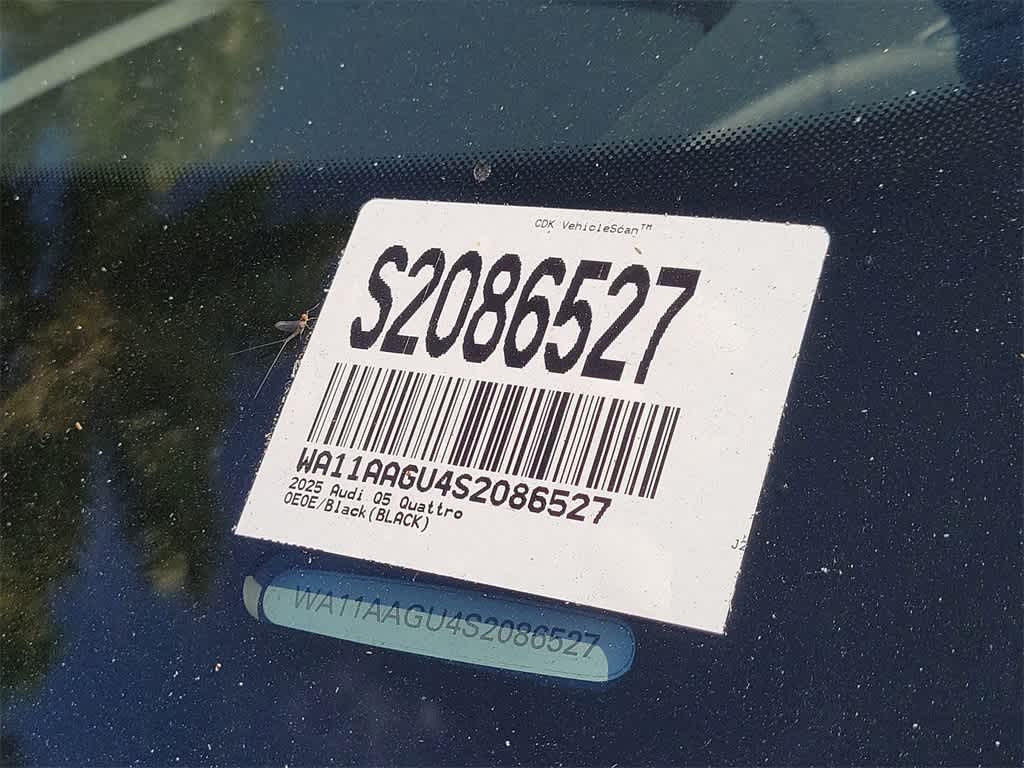 CDK VehicleScan™
S2086527
WA11AAGU4S2086527
2025 Audi Q5 Quattro
0E0E/Black(BLACK)
WA11AAGU4S2086527